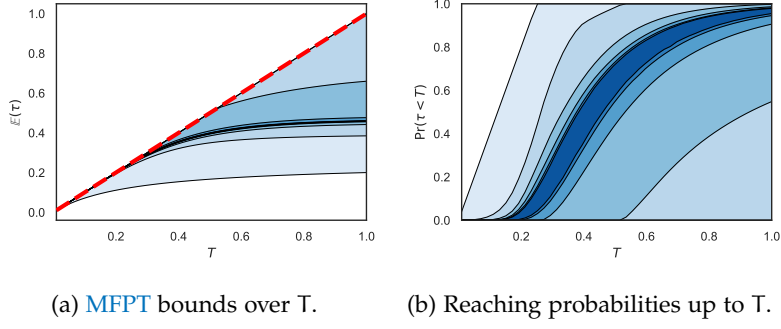 1.0
0.8
0.6
0.4
0.2
0.0
𝔼(τ)
0.2 0.4 0.6 0.8 1.0
T
1.0
0.8
0.6
0.4
0.2
0.0
Pr(τ < T)
0.2 0.4 0.6 0.8 1.0
T
(a) MFPT bounds over T.
(b) Reaching probabilities up to T.